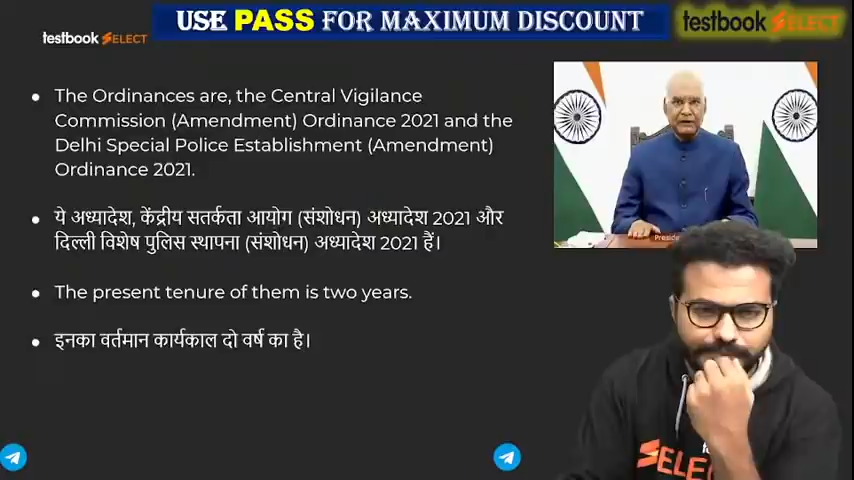 USE PASS FOR MAXIMUM DISCOUNT
testbook SELECT
testbook SELECT
The Ordinances are, the Central Vigilance
Commission (Amendment) Ordinance 2021 and the
Delhi Special Police Establishment (Amendment)
Ordinance 2021.
ये अध्यादेश, केंद्रीय सतर्कता आयोग (संशोधन) अध्यादेश 2021 और
दिल्ली विशेष पुलिस स्थापना (संशोधन) अध्यादेश 2021 हैं।
The present tenure of them is two years.
इनका वर्तमान कार्यकाल दो वर्ष का है।